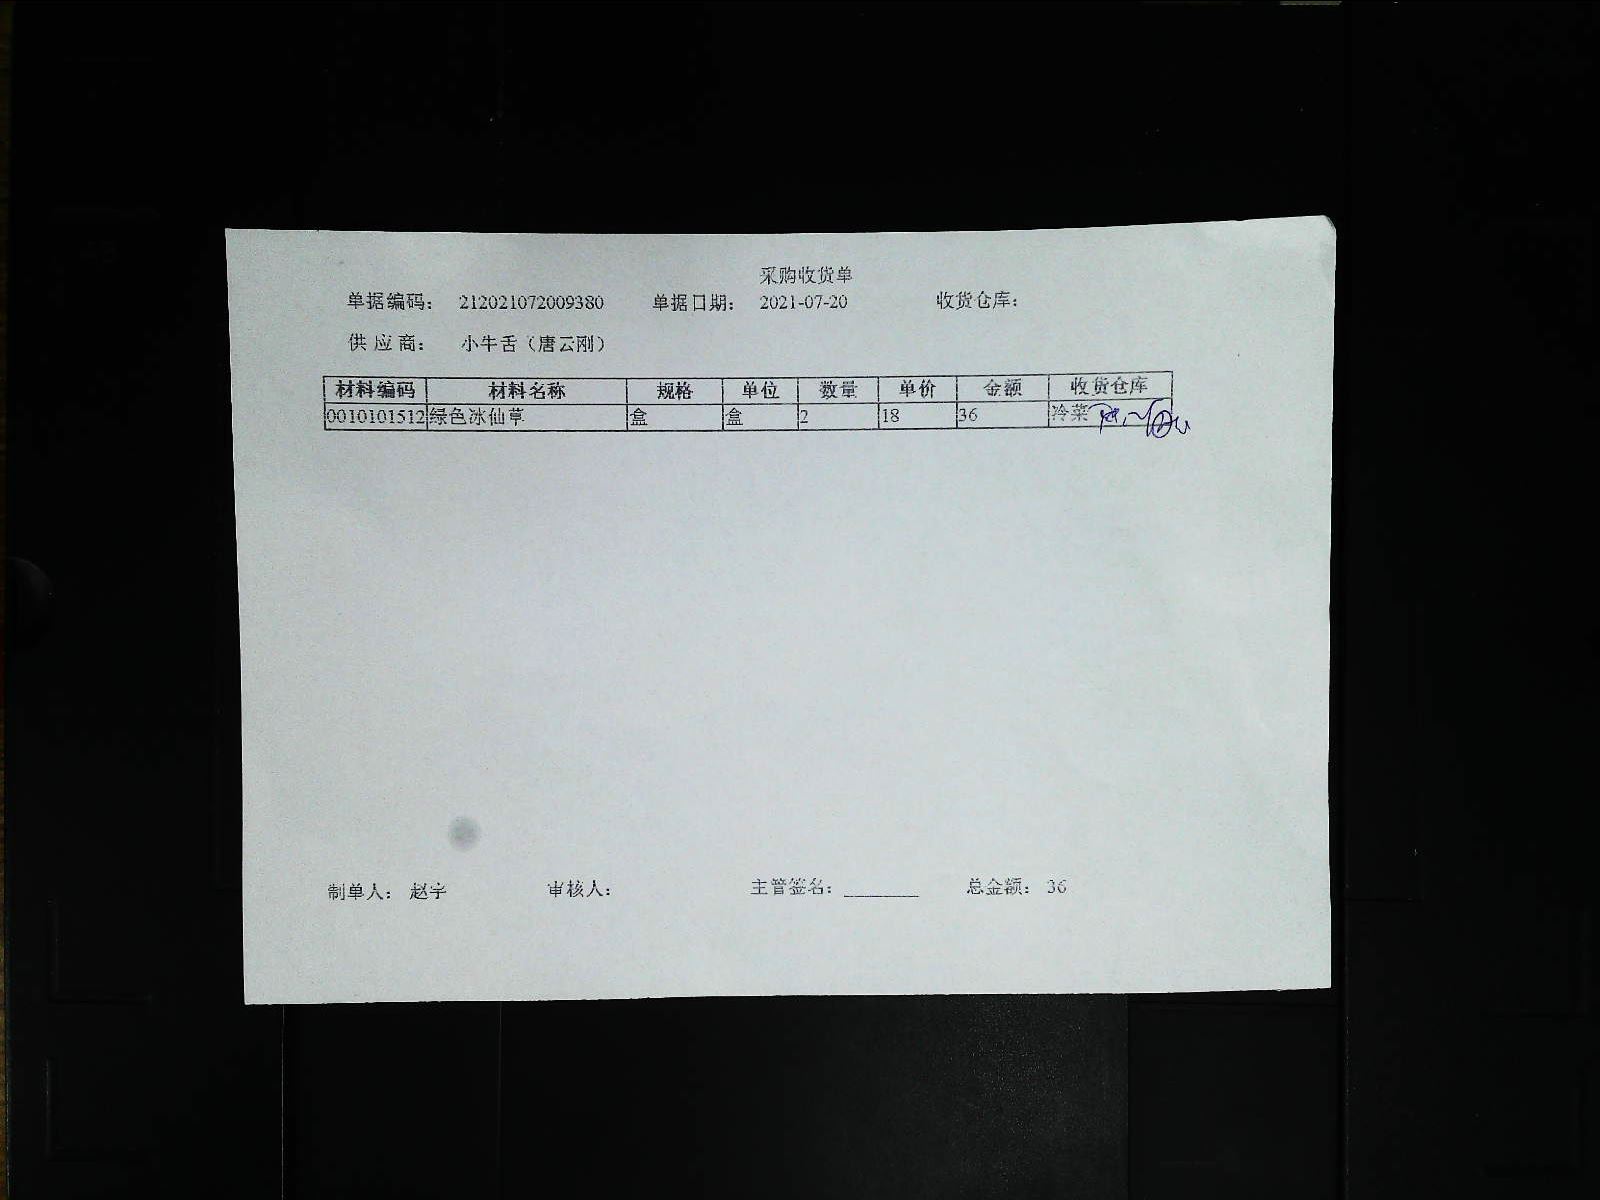 采购收货单
单据编码： 212021072009380 单据日期： 2021-07-20 收货仓库：
供应商： 小牛舌（唐云刚）
材料编码 材料名称 规格 单位 数量 单价 金额 收货仓库
0010101512 绿色冰仙草 盒 盒 2 18 36 冷菜
制单人： 赵宇 审核人： 主管签名： 总金额： 36